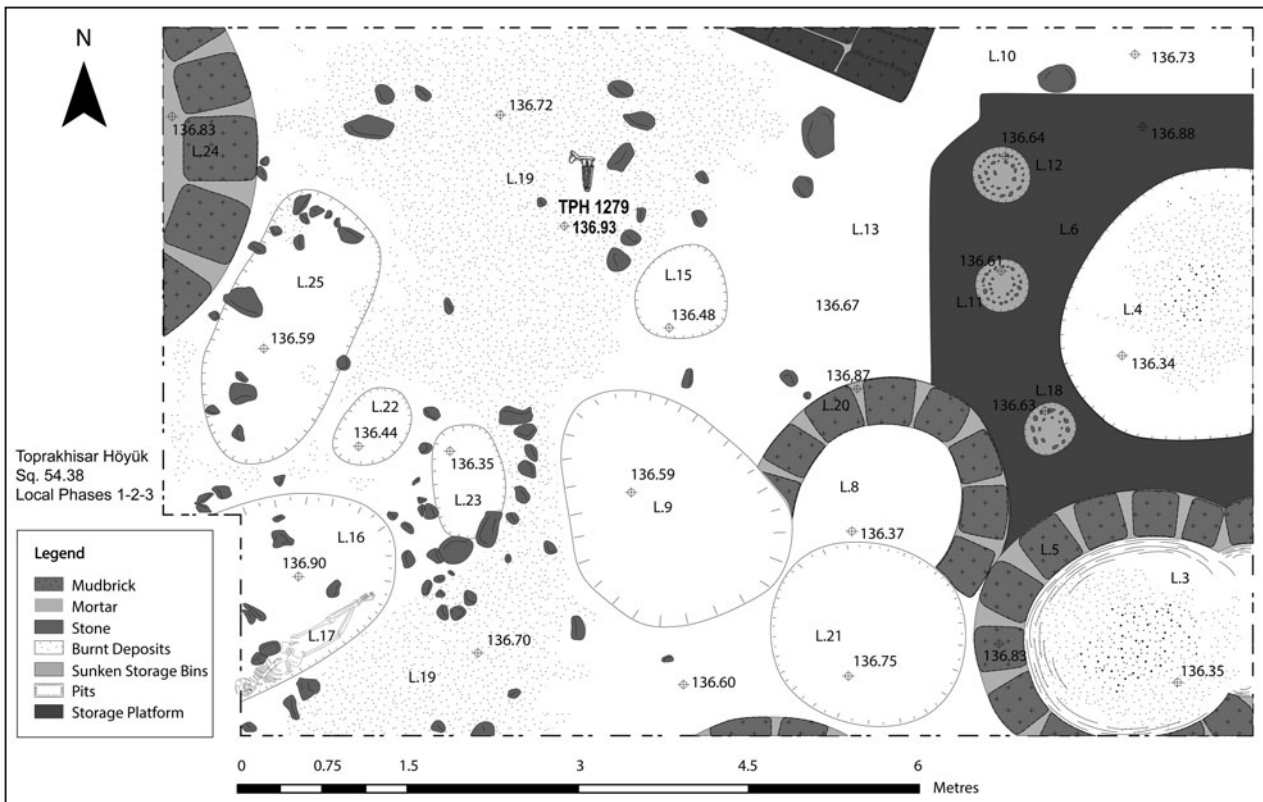 N
L.10
136.73
136.72
136.83
L.24
136.64
136.88
L.12
L.19
TPH 1279
136.93
L.13
L.6
L.15
136.61
L.25
L.11
136.67
L.4
136.48
136.59
136.34
136.87
L.20
L.18
136.63
L.22
136.44
136.35
L.23
136.59
L.9
L.8
136.37
Toprakhisar Höyük
Sq. 54.38
Local Phases 1-2-3
L.16
136.90
L.5
L.3
L.17
136.70
L.21
136.83
136.75
136.35
L.19
136.60
Legend
Mudbrick
Mortar
Stone
Burnt Deposits
Sunken Storage Bins
Pits
Storage Platform
0 0.75 1.5 3 4.5 6
Metres